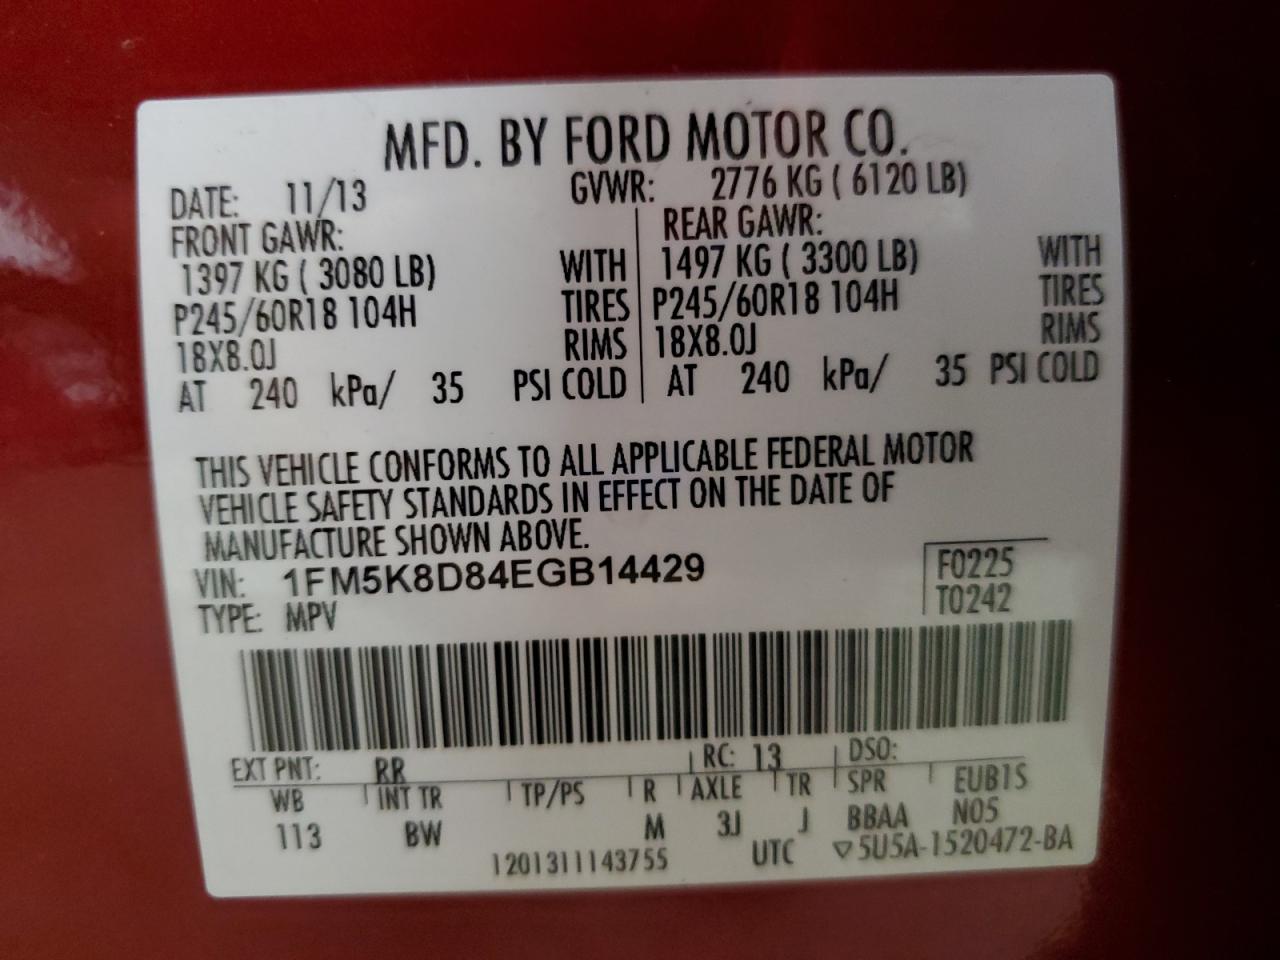 MFD. BY FORD MOTOR CO.
DATE: 11/13 GVWR: 2776 KG ( 6120 LB)
FRONT GAWR: REAR GAWR:
1397 KG ( 3080 LB) WITH 1497 KG ( 3300 LB) WITH
P245/60R18 104H TIRES P245/60R18 104H TIRES
18X8.0J RIMS 18X8.0J RIMS
AT 240 kPa/ 35 PSI COLD AT 240 kPa/ 35 PSI COLD
THIS VEHICLE CONFORMS TO ALL APPLICABLE FEDERAL MOTOR
VEHICLE SAFETY STANDARDS IN EFFECT ON THE DATE OF
MANUFACTURE SHOWN ABOVE.
VIN: 1FM5K8D84EGB14429 F0225
TYPE: MPV T0242
EXT PNT: RR RC: 13 DSO:
WB INT TR TP/PS R AXLE TR SPR EUB1S
113 BW M 3J J BBAA N05
1201311143755 UTC ▽5U5A-1520472-BA